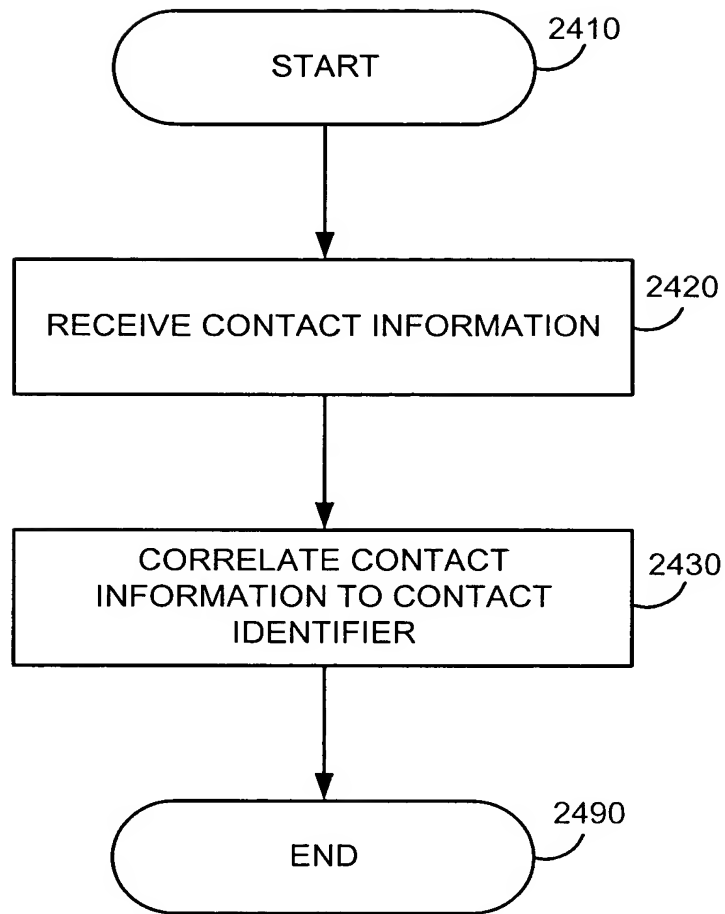 2410
START
2420
RECEIVE CONTACT INFORMATION
2430
CORRELATE CONTACT
INFORMATION TO CONTACT
IDENTIFIER
2490
END